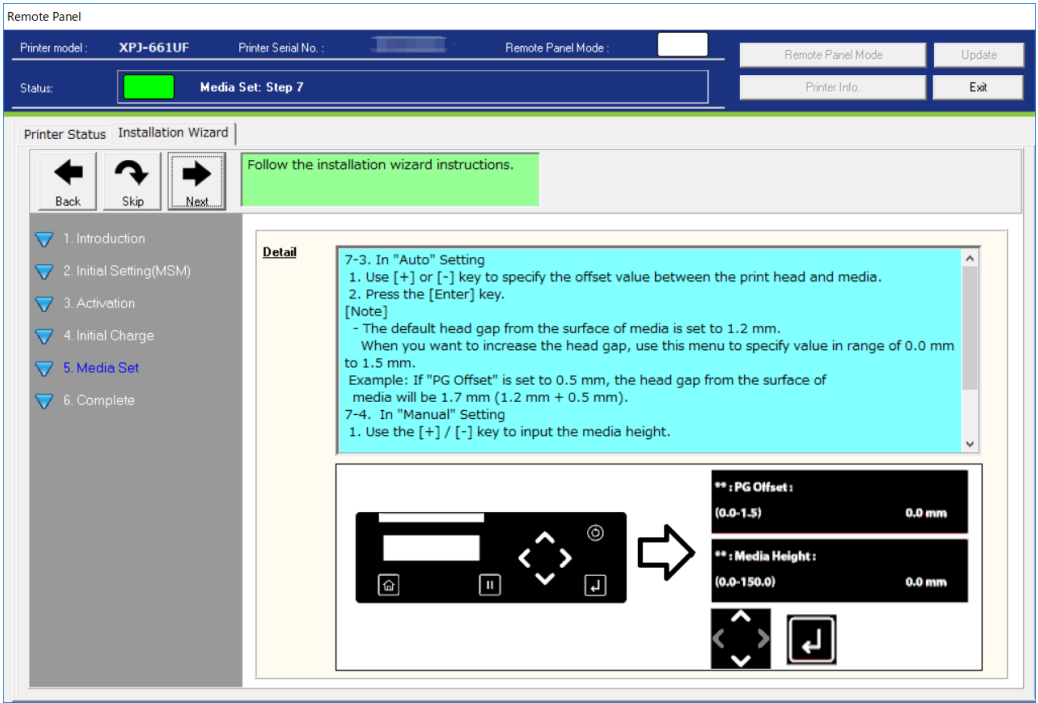 Remote Panel
Printer model : XPJ-661UF Printer Serial No. : Remote Panel Mode : Remote Panel Mode Update
Status: Media Set: Step 7 Printer Info. Exit
Printer Status Installation Wizard
Back Skip Next
Follow the installation wizard instructions.
1. Introduction
2. Initial Setting(MSM)
3. Activation
4. Initial Charge
5. Media Set
6. Complete
Detail
7-3. In "Auto" Setting
1. Use [+] or [-] key to specify the offset value between the print head and media.
2. Press the [Enter] key.
[Note]
- The default head gap from the surface of media is set to 1.2 mm.
When you want to increase the head gap, use this menu to specify value in range of 0.0 mm
to 1.5 mm.
Example: If "PG Offset" is set to 0.5 mm, the head gap from the surface of
media will be 1.7 mm (1.2 mm + 0.5 mm).
7-4. In "Manual" Setting
1. Use the [+] / [-] key to input the media height.
** : PG Offset :
(0.0-1.5) 0.0 mm
** : Media Height :
(0.0-150.0) 0.0 mm